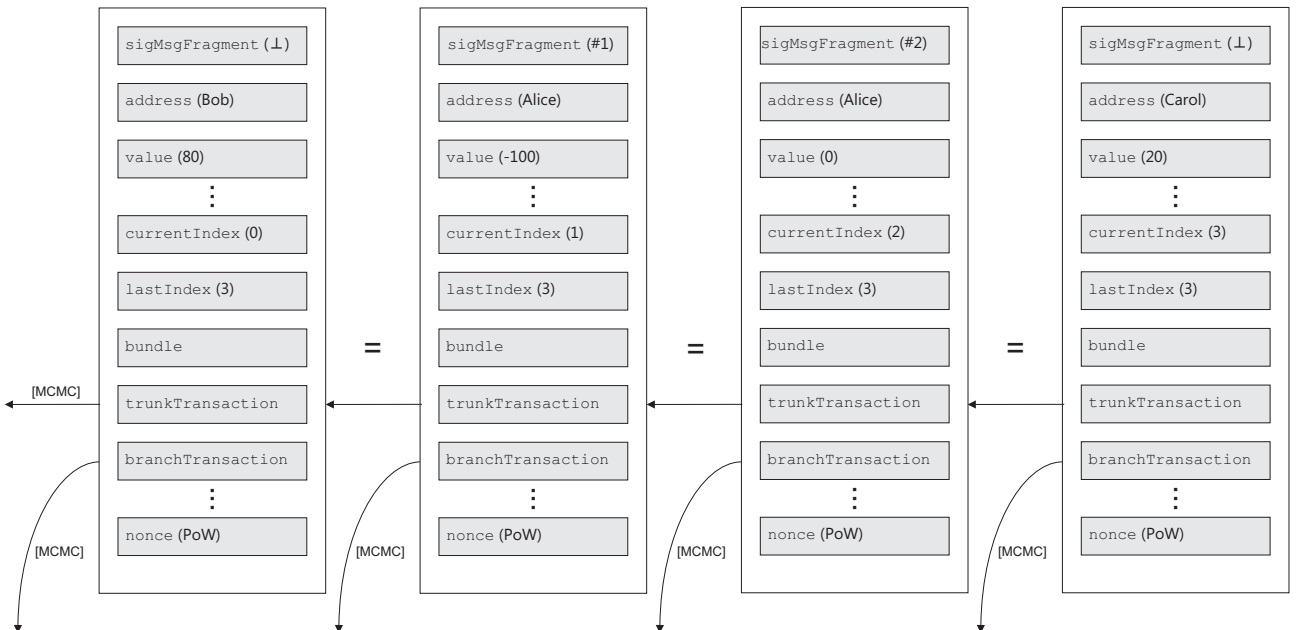 sigMsgFragment (⊥)
address (Bob)
value (80)
⋮
currentIndex (0)
lastIndex (3)
bundle
trunkTransaction
branchTransaction
⋮
nonce (PoW)
[MCMC]
[MCMC]
=
sigMsgFragment (#1)
address (Alice)
value (-100)
⋮
currentIndex (1)
lastIndex (3)
bundle
trunkTransaction
branchTransaction
⋮
nonce (PoW)
[MCMC]
=
sigMsgFragment (#2)
address (Alice)
value (0)
⋮
currentIndex (2)
lastIndex (3)
bundle
trunkTransaction
branchTransaction
⋮
nonce (PoW)
[MCMC]
=
sigMsgFragment (⊥)
address (Carol)
value (20)
⋮
currentIndex (3)
lastIndex (3)
bundle
trunkTransaction
branchTransaction
⋮
nonce (PoW)
[MCMC]